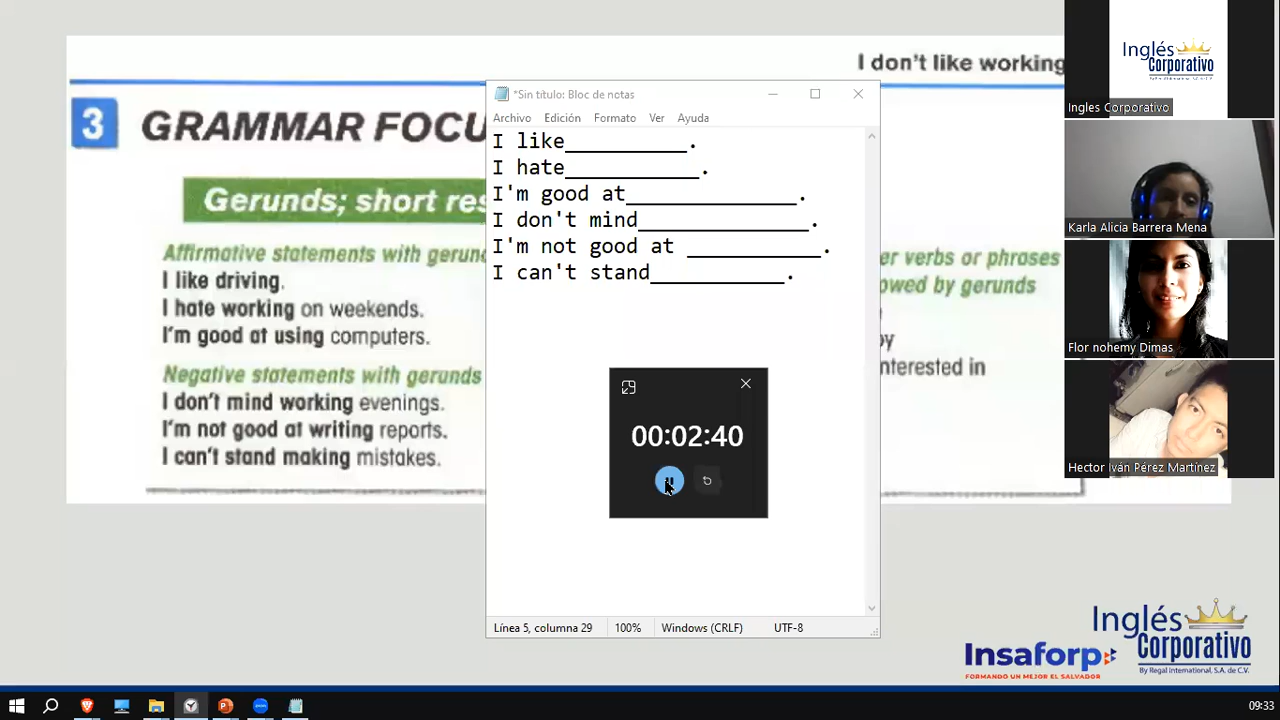 I don't like working
3 GRAMMAR FOCU
Gerunds; short res
Affirmative statements with gerun
I like driving.
I hate working on weekends.
I'm good at using computers.
Negative statements with gerunds
I don't mind working evenings.
I'm not good at writing reports.
I can't stand making mistakes.
er verbs or phrases
owed by gerunds
oy
nterested in
*Sin título: Bloc de notas
Archivo Edición Formato Ver Ayuda
I like__________.
I hate___________.
I'm good at______________.
I don't mind______________.
I'm not good at ___________.
I can't stand___________.
00:02:40
Línea 5, columna 29 100% Windows (CRLF) UTF-8
Inglés
Corporativo
Ingles Corporativo
Karla Alicia Barrera Mena
Flor nohemy Dimas
Hector Iván Pérez Martínez
Insaforp
FORMANDO UN MEJOR EL SALVADOR
Inglés
Corporativo
By Regal International, S.A. de C.V.
09:33